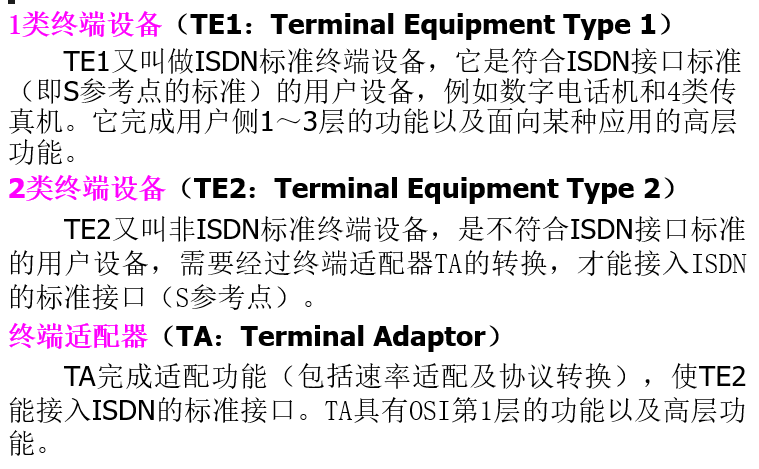 1类终端设备（TE1：Terminal Equipment Type 1）
TE1又叫做ISDN标准终端设备，它是符合ISDN接口标准
（即S参考点的标准）的用户设备，例如数字电话机和4类传
真机。它完成用户侧1～3层的功能以及面向某种应用的高层
功能。
2类终端设备（TE2：Terminal Equipment Type 2）
TE2又叫非ISDN标准终端设备，是不符合ISDN接口标准
的用户设备，需要经过终端适配器TA的转换，才能接入ISDN
的标准接口（S参考点）。
终端适配器（TA：Terminal Adaptor）
TA完成适配功能（包括速率适配及协议转换），使TE2
能接入ISDN的标准接口。TA具有OSI第1层的功能以及高层功
能。